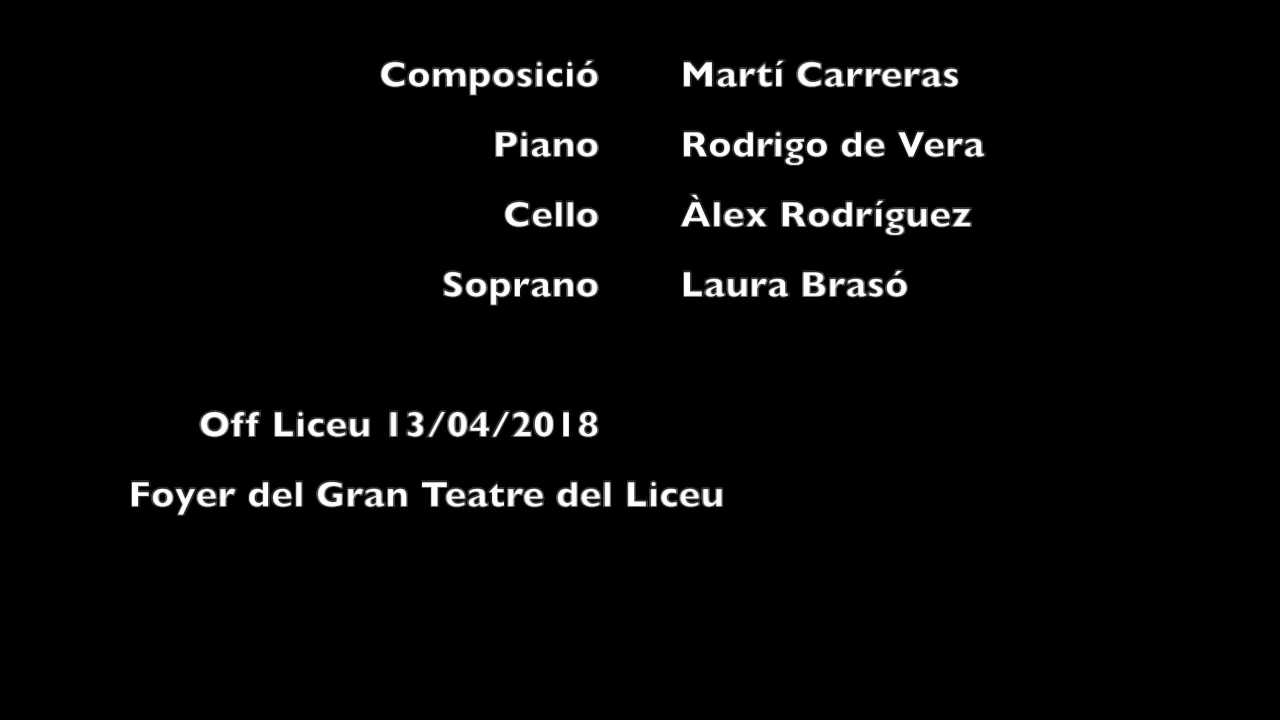 Composició Martí Carreras
Piano Rodrigo de Vera
Cello Àlex Rodríguez
Soprano Laura Brasó
Off Liceu 13/04/2018
Foyer del Gran Teatre del Liceu